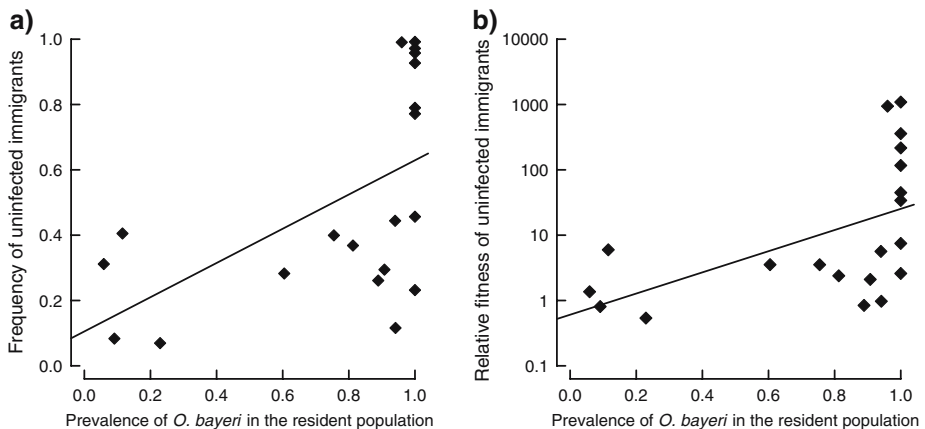 a)
Frequency of uninfected immigrants
1.0
0.8
0.6
0.4
0.2
0.0
0.0 0.2 0.4 0.6 0.8 1.0
Prevalence of O. bayeri in the resident population
b)
Relative fitness of uninfected immigrants
10000
1000
100
10
1
0.1
0.0 0.2 0.4 0.6 0.8 1.0
Prevalence of O. bayeri in the resident population